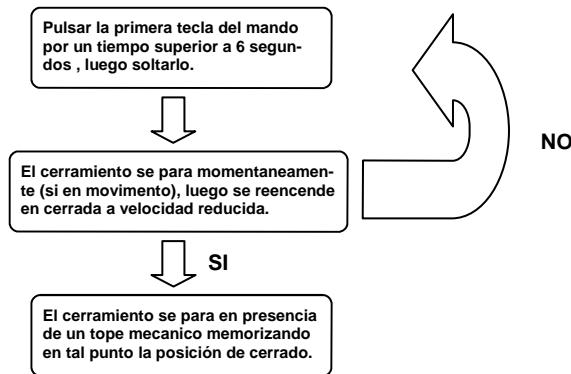 Pulsar la primera tecla del mando
por un tiempo superior a 6 segun-
dos , luego soltarlo.
NO
El cerramiento se para momentaneamen-
te (si en movimiento), luego se reencende
en cerrada a velocidad reducida.
SI
El cerramiento se para en presencia
de un tope mecanico memorizando
en tal punto la posición de cerrado.